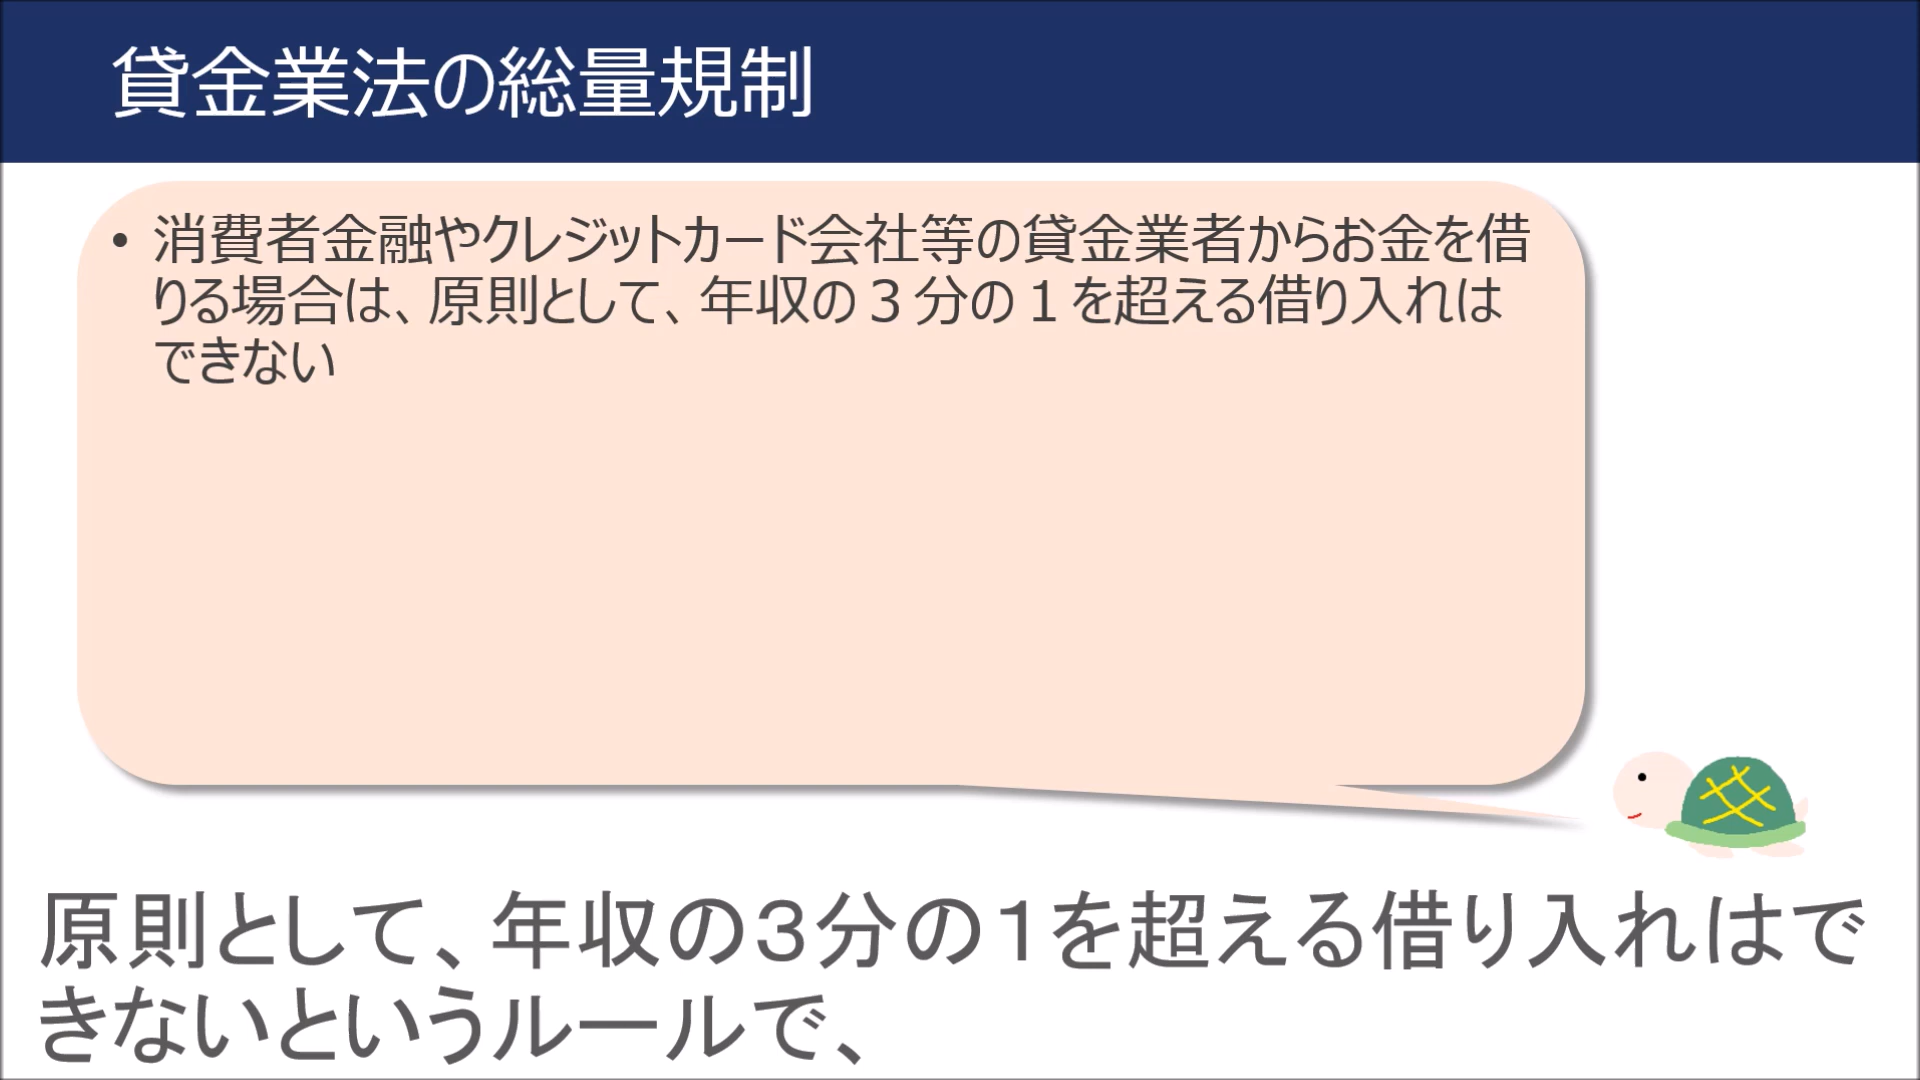 貸金業法の総量規制
• 消費者金融やクレジットカード会社等の貸金業者からお金を借
りる場合は、原則として、年収の３分の１を超える借り入れは
できない
原則として、年収の３分の１を超える借り入れはで
きないというルールで、